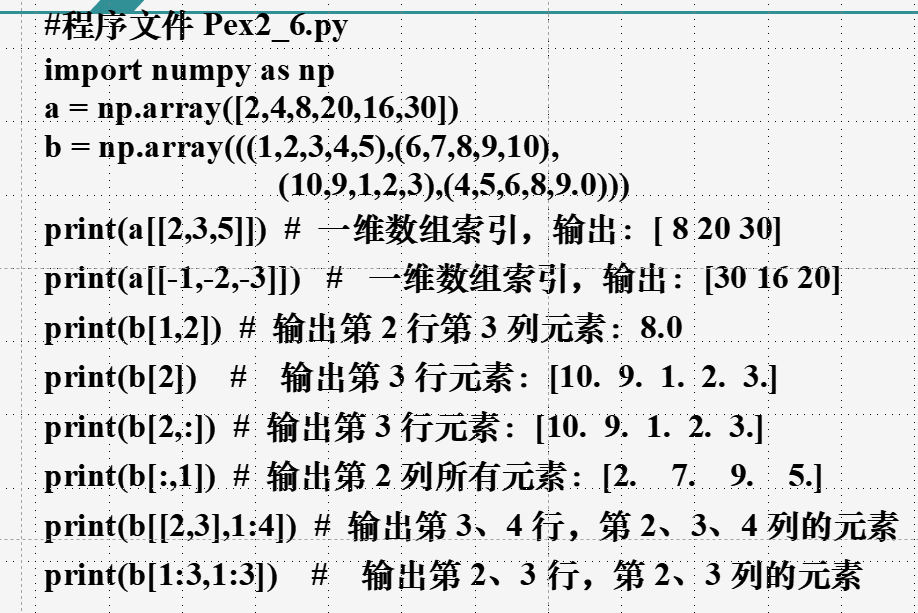 #程序文件 Pex2_6.py
import numpy as np
a = np.array([2,4,8,20,16,30])
b = np.array(((1,2,3,4,5),(6,7,8,9,10),
(10,9,1,2,3),(4,5,6,8,9.0)))
print(a[[2,3,5]]) # 一维数组索引，输出：[ 8 20 30]
print(a[[-1,-2,-3]]) # 一维数组索引，输出：[30 16 20]
print(b[1,2]) # 输出第 2 行第 3 列元素：8.0
print(b[2]) # 输出第 3 行元素：[10. 9. 1. 2. 3.]
print(b[2,:]) # 输出第 3 行元素：[10. 9. 1. 2. 3.]
print(b[:,1]) # 输出第 2 列所有元素：[2. 7. 9. 5.]
print(b[[2,3],1:4]) # 输出第 3、4 行，第 2、3、4 列的元素
print(b[1:3,1:3]) # 输出第 2、3 行，第 2、3 列的元素